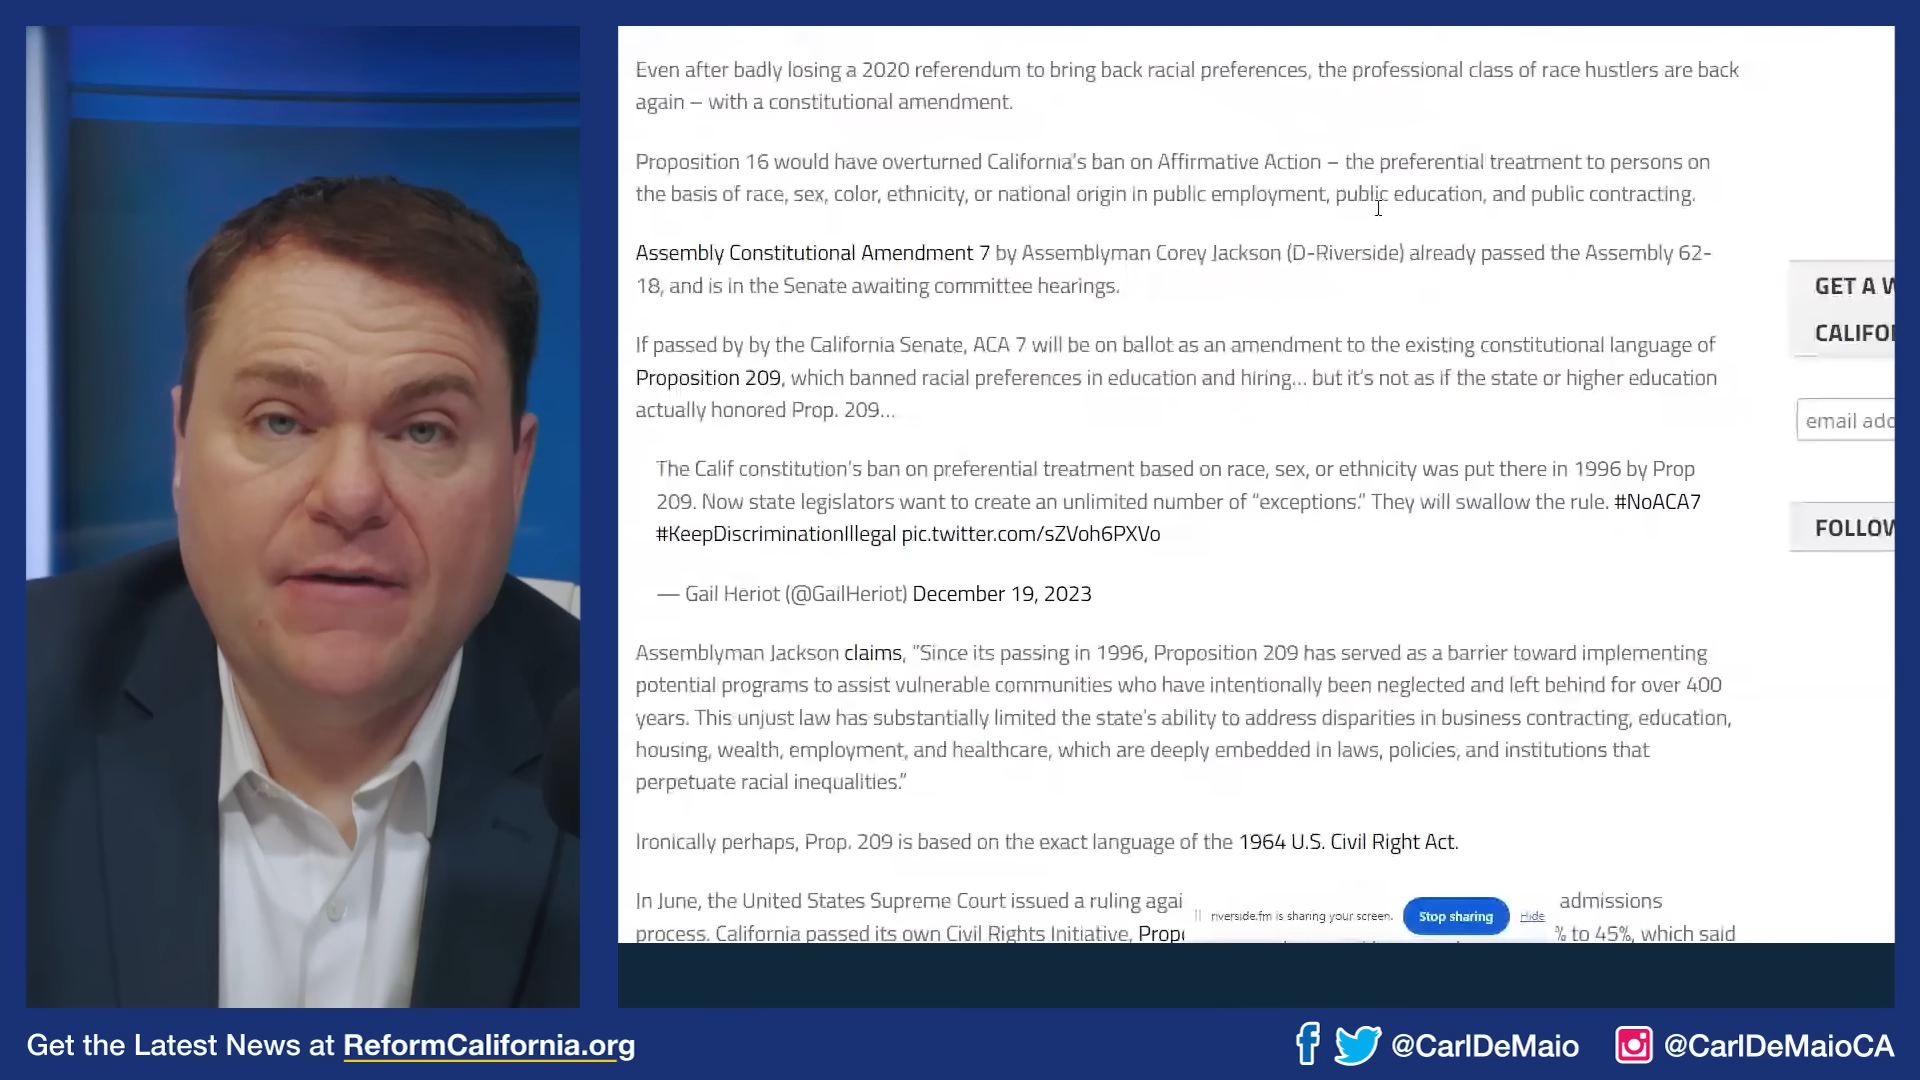 Even after badly losing a 2020 referendum to bring back racial preferences, the professional class of race hustlers are back
again – with a constitutional amendment.
Proposition 16 would have overturned California's ban on Affirmative Action – the preferential treatment to persons on
the basis of race, sex, color, ethnicity, or national origin in public employment, public education, and public contracting.
Assembly Constitutional Amendment 7 by Assemblyman Corey Jackson (D-Riverside) already passed the Assembly 62-
18, and is in the Senate awaiting committee hearings.
If passed by by the California Senate, ACA 7 will be on ballot as an amendment to the existing constitutional language of
Proposition 209, which banned racial preferences in education and hiring… but it's not as if the state or higher education
actually honored Prop. 209…
The Calif constitution's ban on preferential treatment based on race, sex, or ethnicity was put there in 1996 by Prop
209. Now state legislators want to create an unlimited number of “exceptions.” They will swallow the rule. #NoACA7
#KeepDiscriminationIllegal pic.twitter.com/sZVoh6PXVo
— Gail Heriot (@GailHeriot) December 19, 2023
Assemblyman Jackson claims, “Since its passing in 1996, Proposition 209 has served as a barrier toward implementing
potential programs to assist vulnerable communities who have intentionally been neglected and left behind for over 400
years. This unjust law has substantially limited the state's ability to address disparities in business contracting, education,
housing, wealth, employment, and healthcare, which are deeply embedded in laws, policies, and institutions that
perpetuate racial inequalities.”
Ironically perhaps, Prop. 209 is based on the exact language of the 1964 U.S. Civil Right Act.
In June, the United States Supreme Court issued a ruling agai admissions
process. California passed its own Civil Rights Initiative, Prop % to 45%, which said
riverside.fm is sharing your screen. Stop sharing Hide
GET A W
CALIFO
email add
FOLLOW
Get the Latest News at ReformCalifornia.org
@CarlDeMaio @CarlDeMaioCA